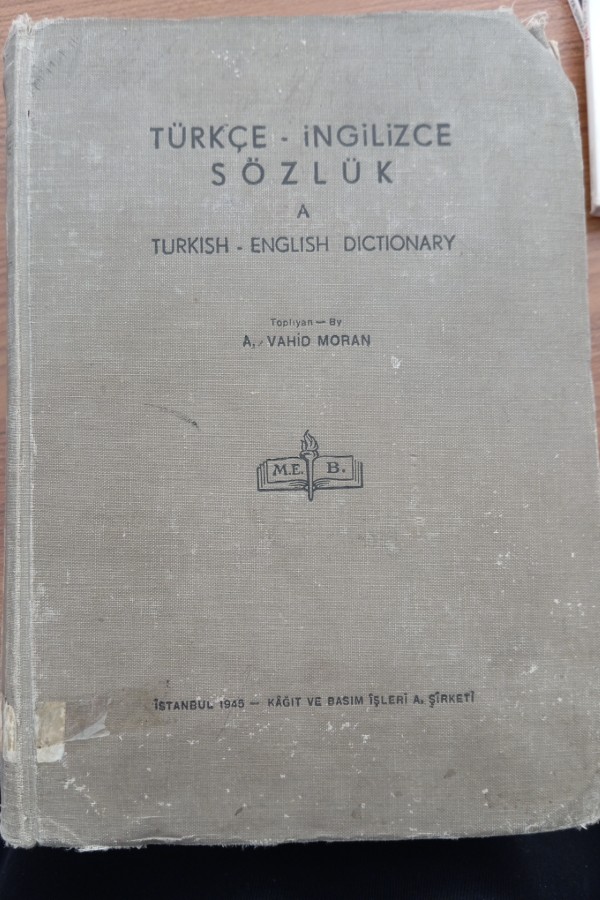 TÜRKÇE - İNGİLİZCE
SÖZLÜK
A
TURKISH - ENGLISH DICTIONARY
Toplıyan — By
A. VAHİD MORAN
M.E. B.
İSTANBUL 1945 — KÂĞIT VE BASIM İŞLERİ A. ŞİRKETİ